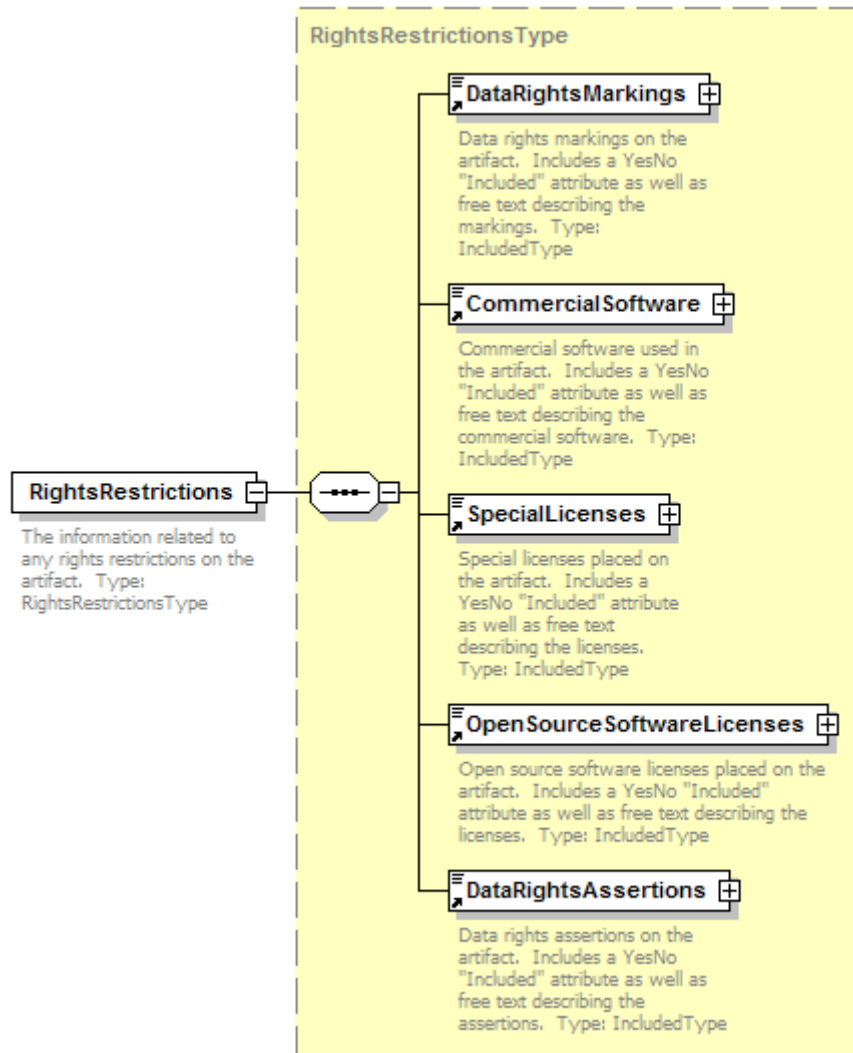 RightsRestrictionsType
DataRightsMarkings
Data rights markings on the
artifact. Includes a YesNo
"Included" attribute as well as
free text describing the
markings. Type:
IncludedType
CommercialSoftware
Commercial software used in
the artifact. Includes a YesNo
"Included" attribute as well as
free text describing the
commercial software. Type:
IncludedType
RightsRestrictions
The information related to
any rights restrictions on the
artifact. Type:
RightsRestrictionsType
SpecialLicenses
Special licenses placed on
the artifact. Includes a
YesNo "Included" attribute
as well as free text
describing the licenses.
Type: IncludedType
OpenSourceSoftwareLicenses
Open source software licenses placed on the
artifact. Includes a YesNo "Included"
attribute as well as free text describing the
licenses. Type: IncludedType
DataRightsAssertions
Data rights assertions on the
artifact. Includes a YesNo
"Included" attribute as well as
free text describing the
assertions. Type: IncludedType